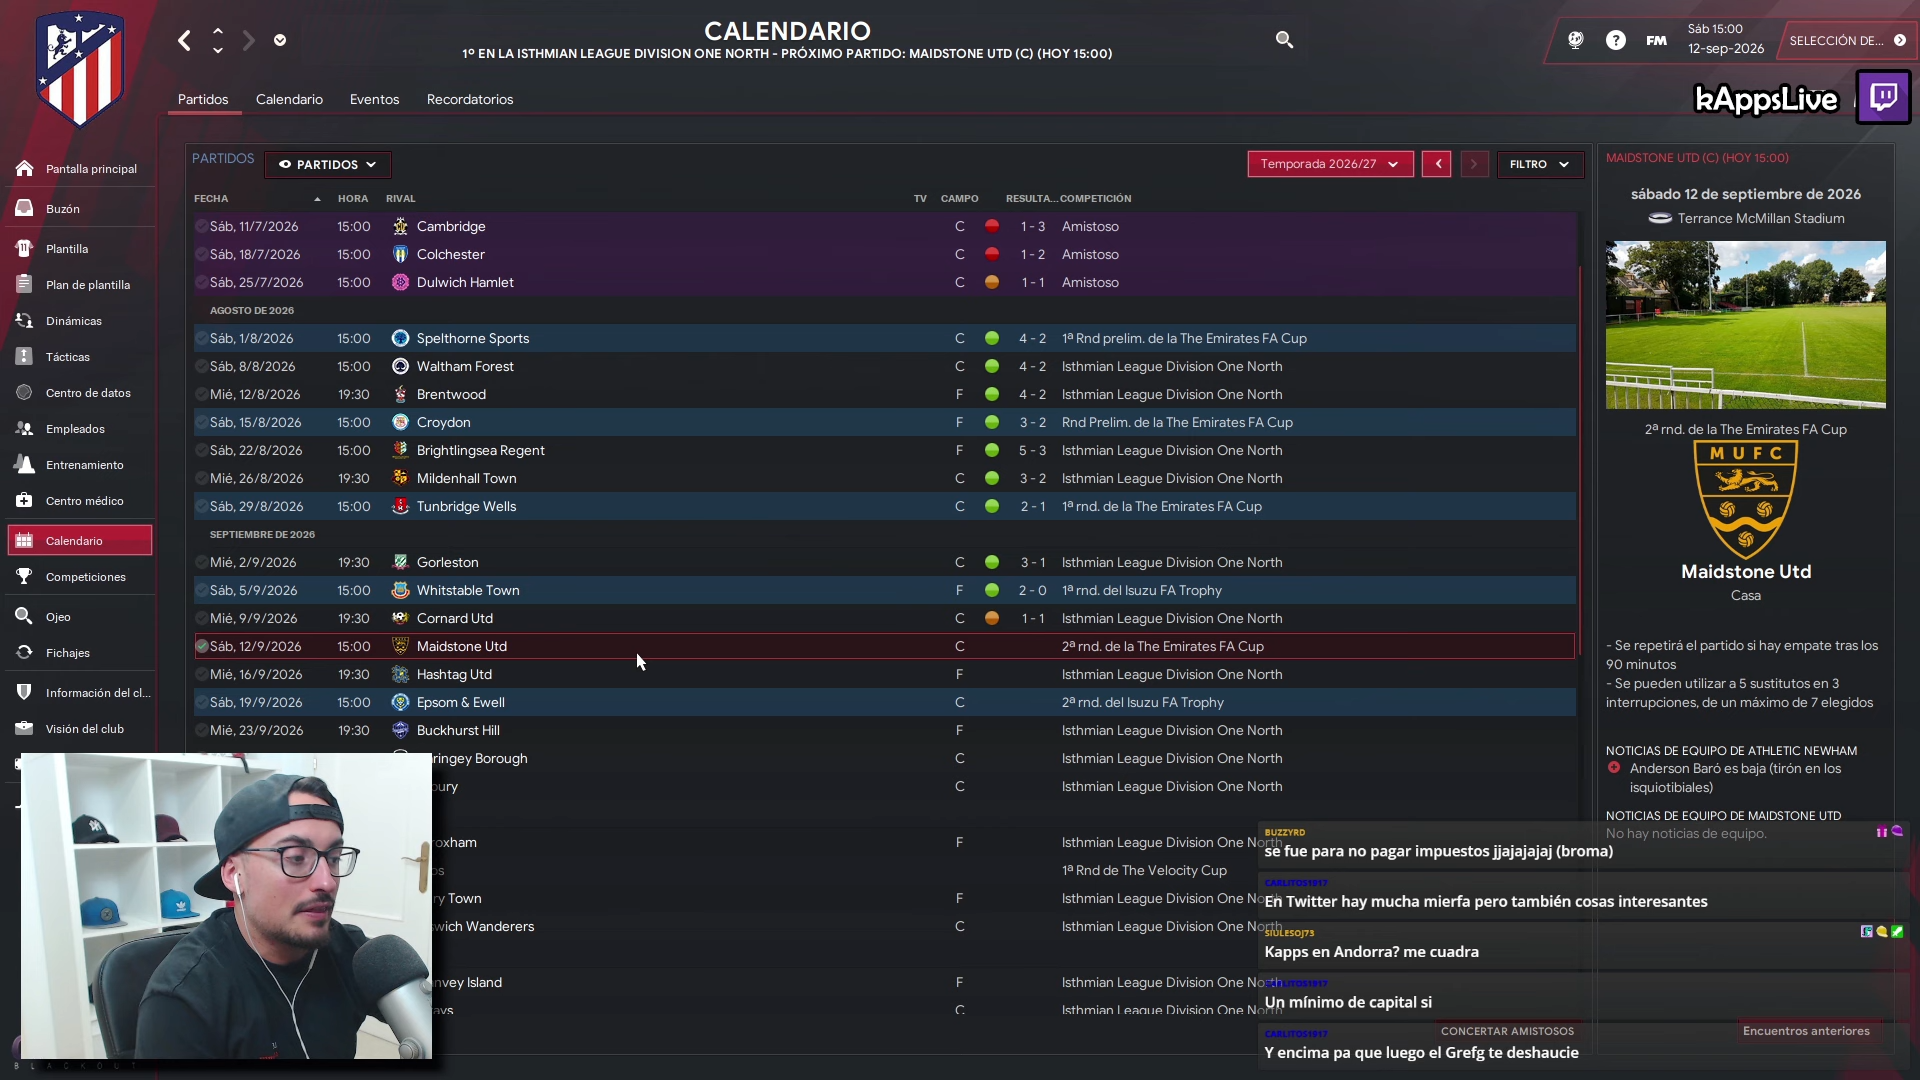 CALENDARIO
1º EN LA ISTHMIAN LEAGUE DIVISION ONE NORTH - PRÓXIMO PARTIDO: MAIDSTONE UTD (C) (HOY 15:00)
FM
Sáb 15:00
12-sep-2026
SELECCIÓN DE...
kAppsLive
Partidos Calendario Eventos Recordatorios
Pantalla principal
Buzón
Plantilla
Plan de plantilla
Dinámicas
Tácticas
Centro de datos
Empleados
Entrenamiento
Centro médico
Calendario
Competiciones
Ojeo
Fichajes
Información del cl...
Visión del club
PARTIDOS PARTIDOS Temporada 2026/27 FILTRO
FECHA HORA RIVAL TV CAMPO RESULTA... COMPETICIÓN
Sáb, 11/7/2026 15:00 Cambridge C 1 - 3 Amistoso
Sáb, 18/7/2026 15:00 Colchester C 1 - 2 Amistoso
Sáb, 25/7/2026 15:00 Dulwich Hamlet C 1 - 1 Amistoso
AGOSTO DE 2026
Sáb, 1/8/2026 15:00 Spelthorne Sports C 4 - 2 1ª Rnd prelim. de la The Emirates FA Cup
Sáb, 8/8/2026 15:00 Waltham Forest C 4 - 2 Isthmian League Division One North
Mié, 12/8/2026 19:30 Brentwood F 4 - 2 Isthmian League Division One North
Sáb, 15/8/2026 15:00 Croydon F 3 - 2 Rnd Prelim. de la The Emirates FA Cup
Sáb, 22/8/2026 15:00 Brightlingsea Regent F 5 - 3 Isthmian League Division One North
Mié, 26/8/2026 19:30 Mildenhall Town C 3 - 2 Isthmian League Division One North
Sáb, 29/8/2026 15:00 Tunbridge Wells C 2 - 1 1ª rnd. de la The Emirates FA Cup
SEPTIEMBRE DE 2026
Mié, 2/9/2026 19:30 Gorleston C 3 - 1 Isthmian League Division One North
Sáb, 5/9/2026 15:00 Whitstable Town F 2 - 0 1ª rnd. del Isuzu FA Trophy
Mié, 9/9/2026 19:30 Cornard Utd C 1 - 1 Isthmian League Division One North
Sáb, 12/9/2026 15:00 Maidstone Utd C 2ª rnd. de la The Emirates FA Cup
Mié, 16/9/2026 19:30 Hashtag Utd F Isthmian League Division One North
Sáb, 19/9/2026 15:00 Epsom & Ewell C 2ª rnd. del Isuzu FA Trophy
Mié, 23/9/2026 19:30 Buckhurst Hill F Isthmian League Division One North
ringey Borough C Isthmian League Division One North
bury C Isthmian League Division One North
roxham F Isthmian League Division One North
os 1ª Rnd de The Velocity Cup
ry Town F Isthmian League Division One North
swich Wanderers C Isthmian League Division One North
nvey Island F Isthmian League Division One North
ays C Isthmian League Division One North
CONCERTAR AMISTOSOS
MAIDSTONE UTD (C) (HOY 15:00)
sábado 12 de septiembre de 2026
Terrance McMillan Stadium
2ª rnd. de la The Emirates FA Cup
MUFC
Maidstone Utd
Casa
- Se repetirá el partido si hay empate tras los
90 minutos
- Se pueden utilizar a 5 sustitutos en 3
interrupciones, de un máximo de 7 elegidos
NOTICIAS DE EQUIPO DE ATHLETIC NEWHAM
Anderson Baró es baja (tirón en los
isquiotibiales)
NOTICIAS DE EQUIPO DE MAIDSTONE UTD
No hay noticias de equipo.
Encuentros anteriores
BUZZYRD
se fue para no pagar impuestos jjajajajaj (broma)
CARLITOS1917
En Twitter hay mucha mierfa pero también cosas interesantes
SIULESOJ73
Kapps en Andorra? me cuadra
CARLITOS1917
Un mínimo de capital si
CARLITOS1917
Y encima pa que luego el Grefg te deshaucie
BLACKOUT